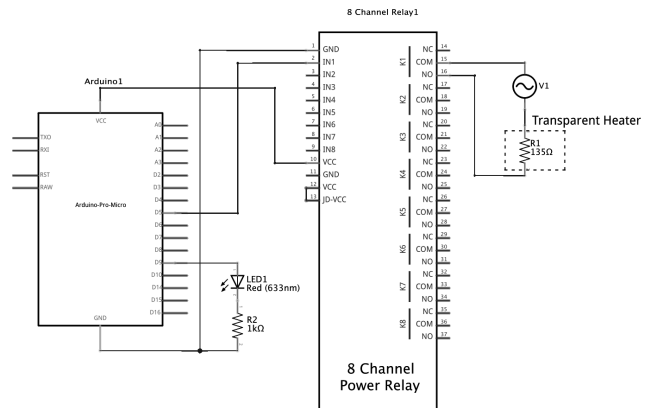 8 Channel Relay1
Arduino1
VCC
TXO
RXI
RST
RAW
Arduino-Pro-Micro
GND
A0
A1
A2
A3
D2
D3
D4
D5
D6
D7
D8
D9
D10
D14
D15
D16
LED1
Red (633nm)
R2
1kΩ
1 GND
2 IN1
3 IN2
4 IN3
5 IN4
6 IN5
7 IN6
8 IN7
9 IN8
10 VCC
11 GND
12 VCC
13 JD-VCC
K1
NC 14
COM 15
NO 16
K2
NC 17
COM 18
NO 19
K3
NC 20
COM 21
NO 22
K4
NC 23
COM 24
NO 25
K5
NC 26
COM 27
NO 28
K6
NC 29
COM 30
NO 31
K7
NC 32
COM 33
NO 34
K8
NC 35
COM 36
NO 37
8 Channel
Power Relay
V1
Transparent Heater
R1
135Ω